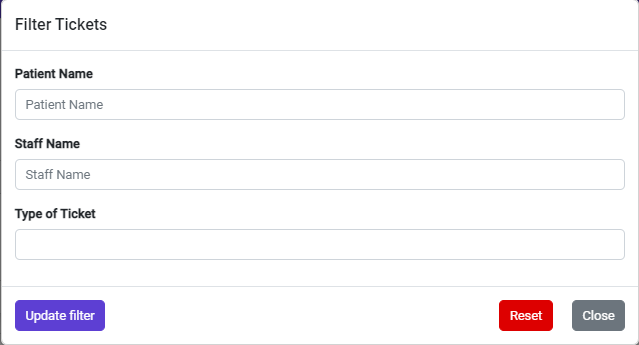 Filter Tickets
Patient Name
Patient Name
Staff Name
Staff Name
Type of Ticket
Update filter Reset Close